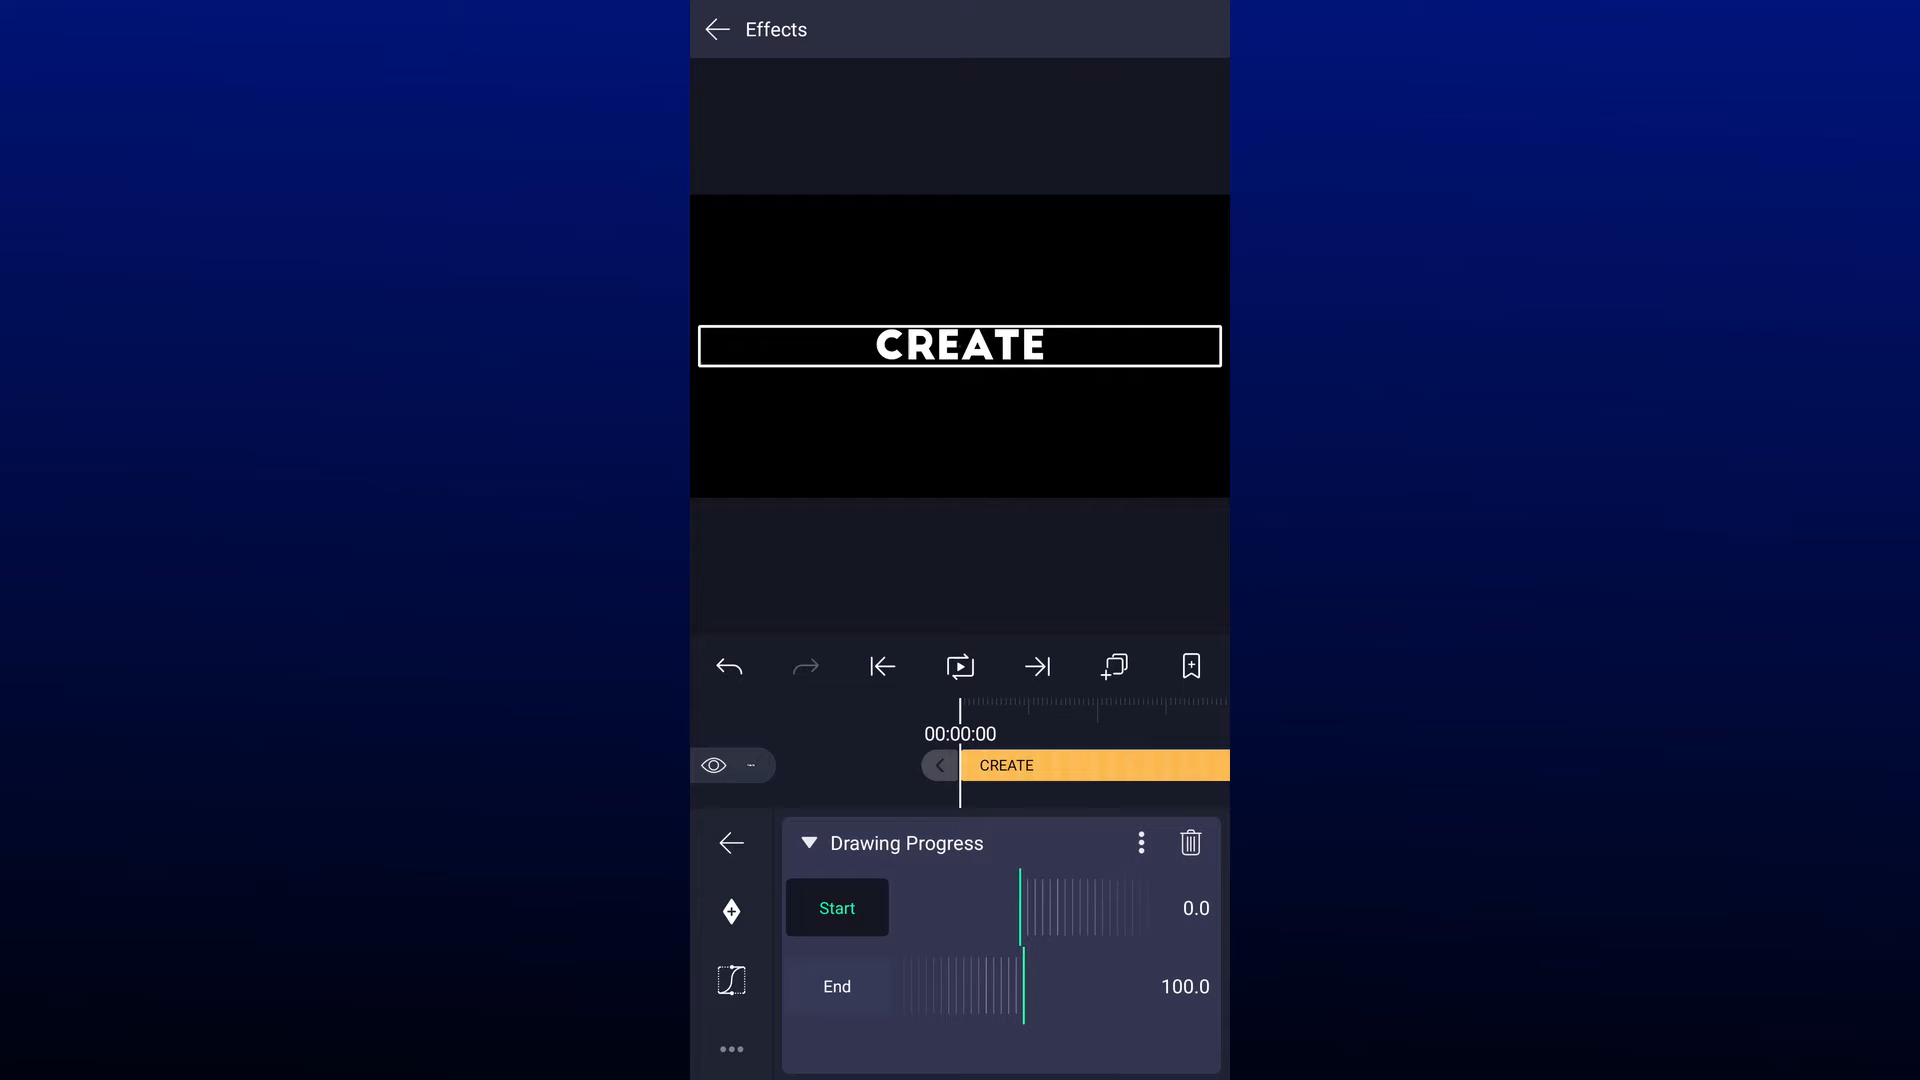 Effects
CREATE
00:00:00
CREATE
Drawing Progress
Start
0.0
End
100.0